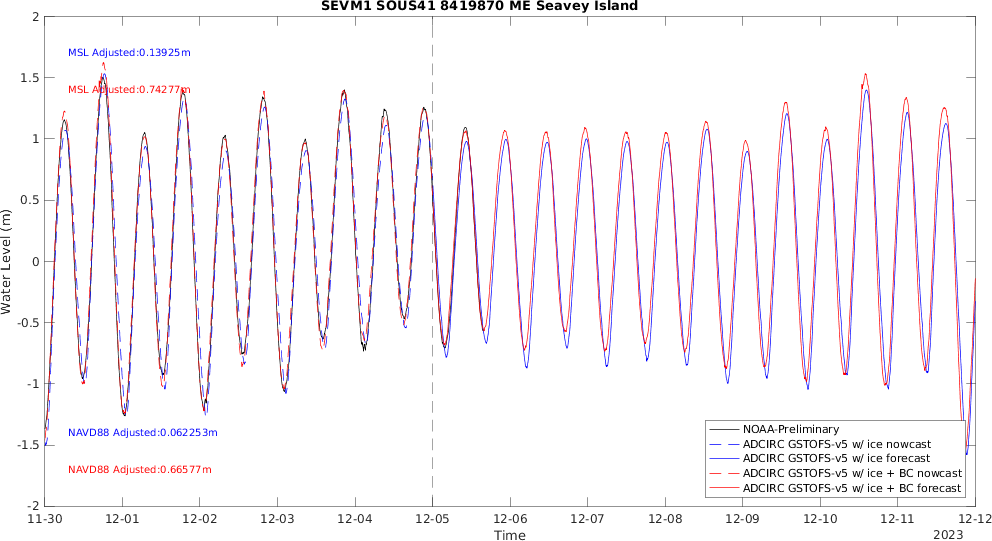 SEVM1 SOUS41 8419870 ME Seavey Island
2
1.5
1
0.5
0
-0.5
-1
-1.5
-2
Water Level (m)
MSL Adjusted:0.13925m
MSL Adjusted:0.74277m
NAVD88 Adjusted:0.062253m
NAVD88 Adjusted:0.66577m
NOAA-Preliminary
ADCIRC GSTOFS-v5 w/ ice nowcast
ADCIRC GSTOFS-v5 w/ ice forecast
ADCIRC GSTOFS-v5 w/ ice + BC nowcast
ADCIRC GSTOFS-v5 w/ ice + BC forecast
11-30 12-01 12-02 12-03 12-04 12-05 12-06 12-07 12-08 12-09 12-10 12-11 12-12
Time
2023